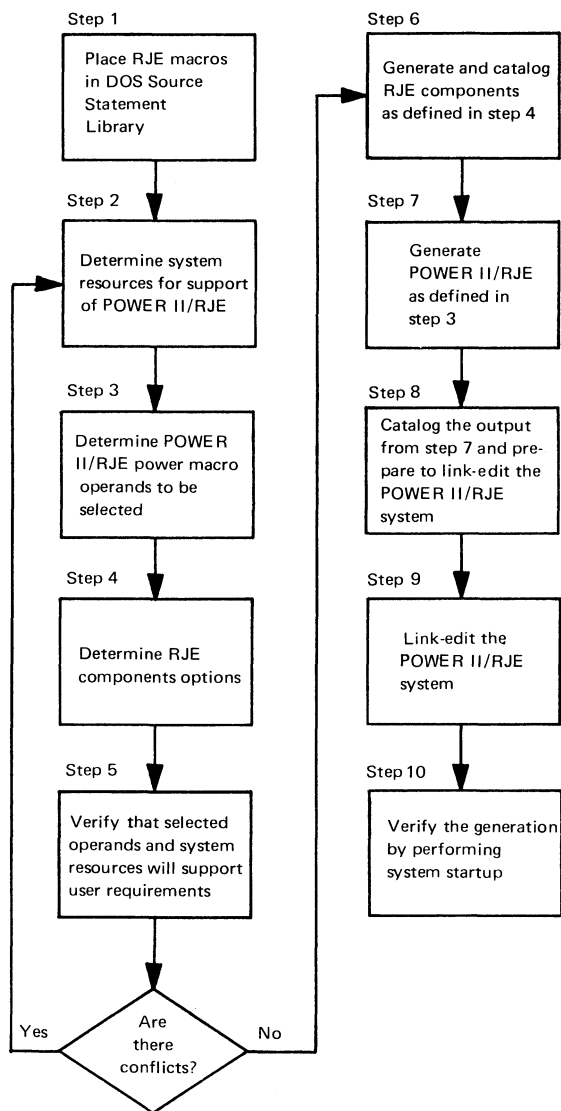 Step 1
Place RJE macros
in DOS Source
Statement
Library
Step 2
Determine system
resources for support
of POWER II/RJE
Step 3
Determine POWER
II/RJE power macro
operands to be
selected
Step 4
Determine RJE
components options
Step 5
Verify that selected
operands and system
resources will support
user requirements
Yes
Are
there
conflicts?
No
Step 6
Generate and catalog
RJE components
as defined in step 4
Step 7
Generate
POWER II/RJE
as defined in
step 3
Step 8
Catalog the output
from step 7 and pre-
pare to link-edit the
POWER II/RJE
system
Step 9
Link-edit the
POWER II/RJE
system
Step 10
Verify the generation
by performing
system startup